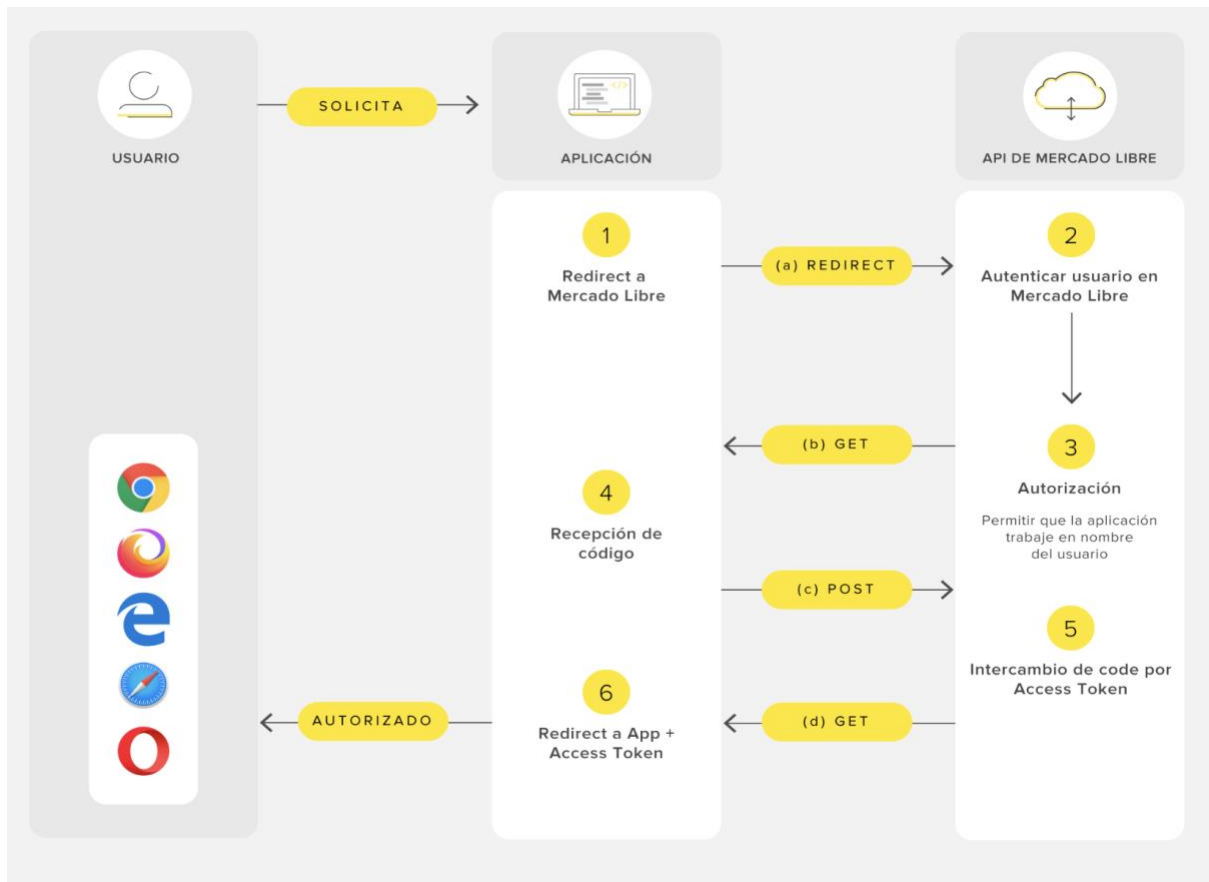 SOLICITA
USUARIO
APLICACIÓN
API DE MERCADO LIBRE
1
Redirect a
Mercado Libre
(a) REDIRECT
2
Autenticar usuario en
Mercado Libre
(b) GET
3
Autorización
Permitir que la aplicación
trabaje en nombre
del usuario
4
Recepción de
código
(c) POST
5
Intercambio de code por
Access Token
(d) GET
6
Redirect a App +
Access Token
AUTORIZADO